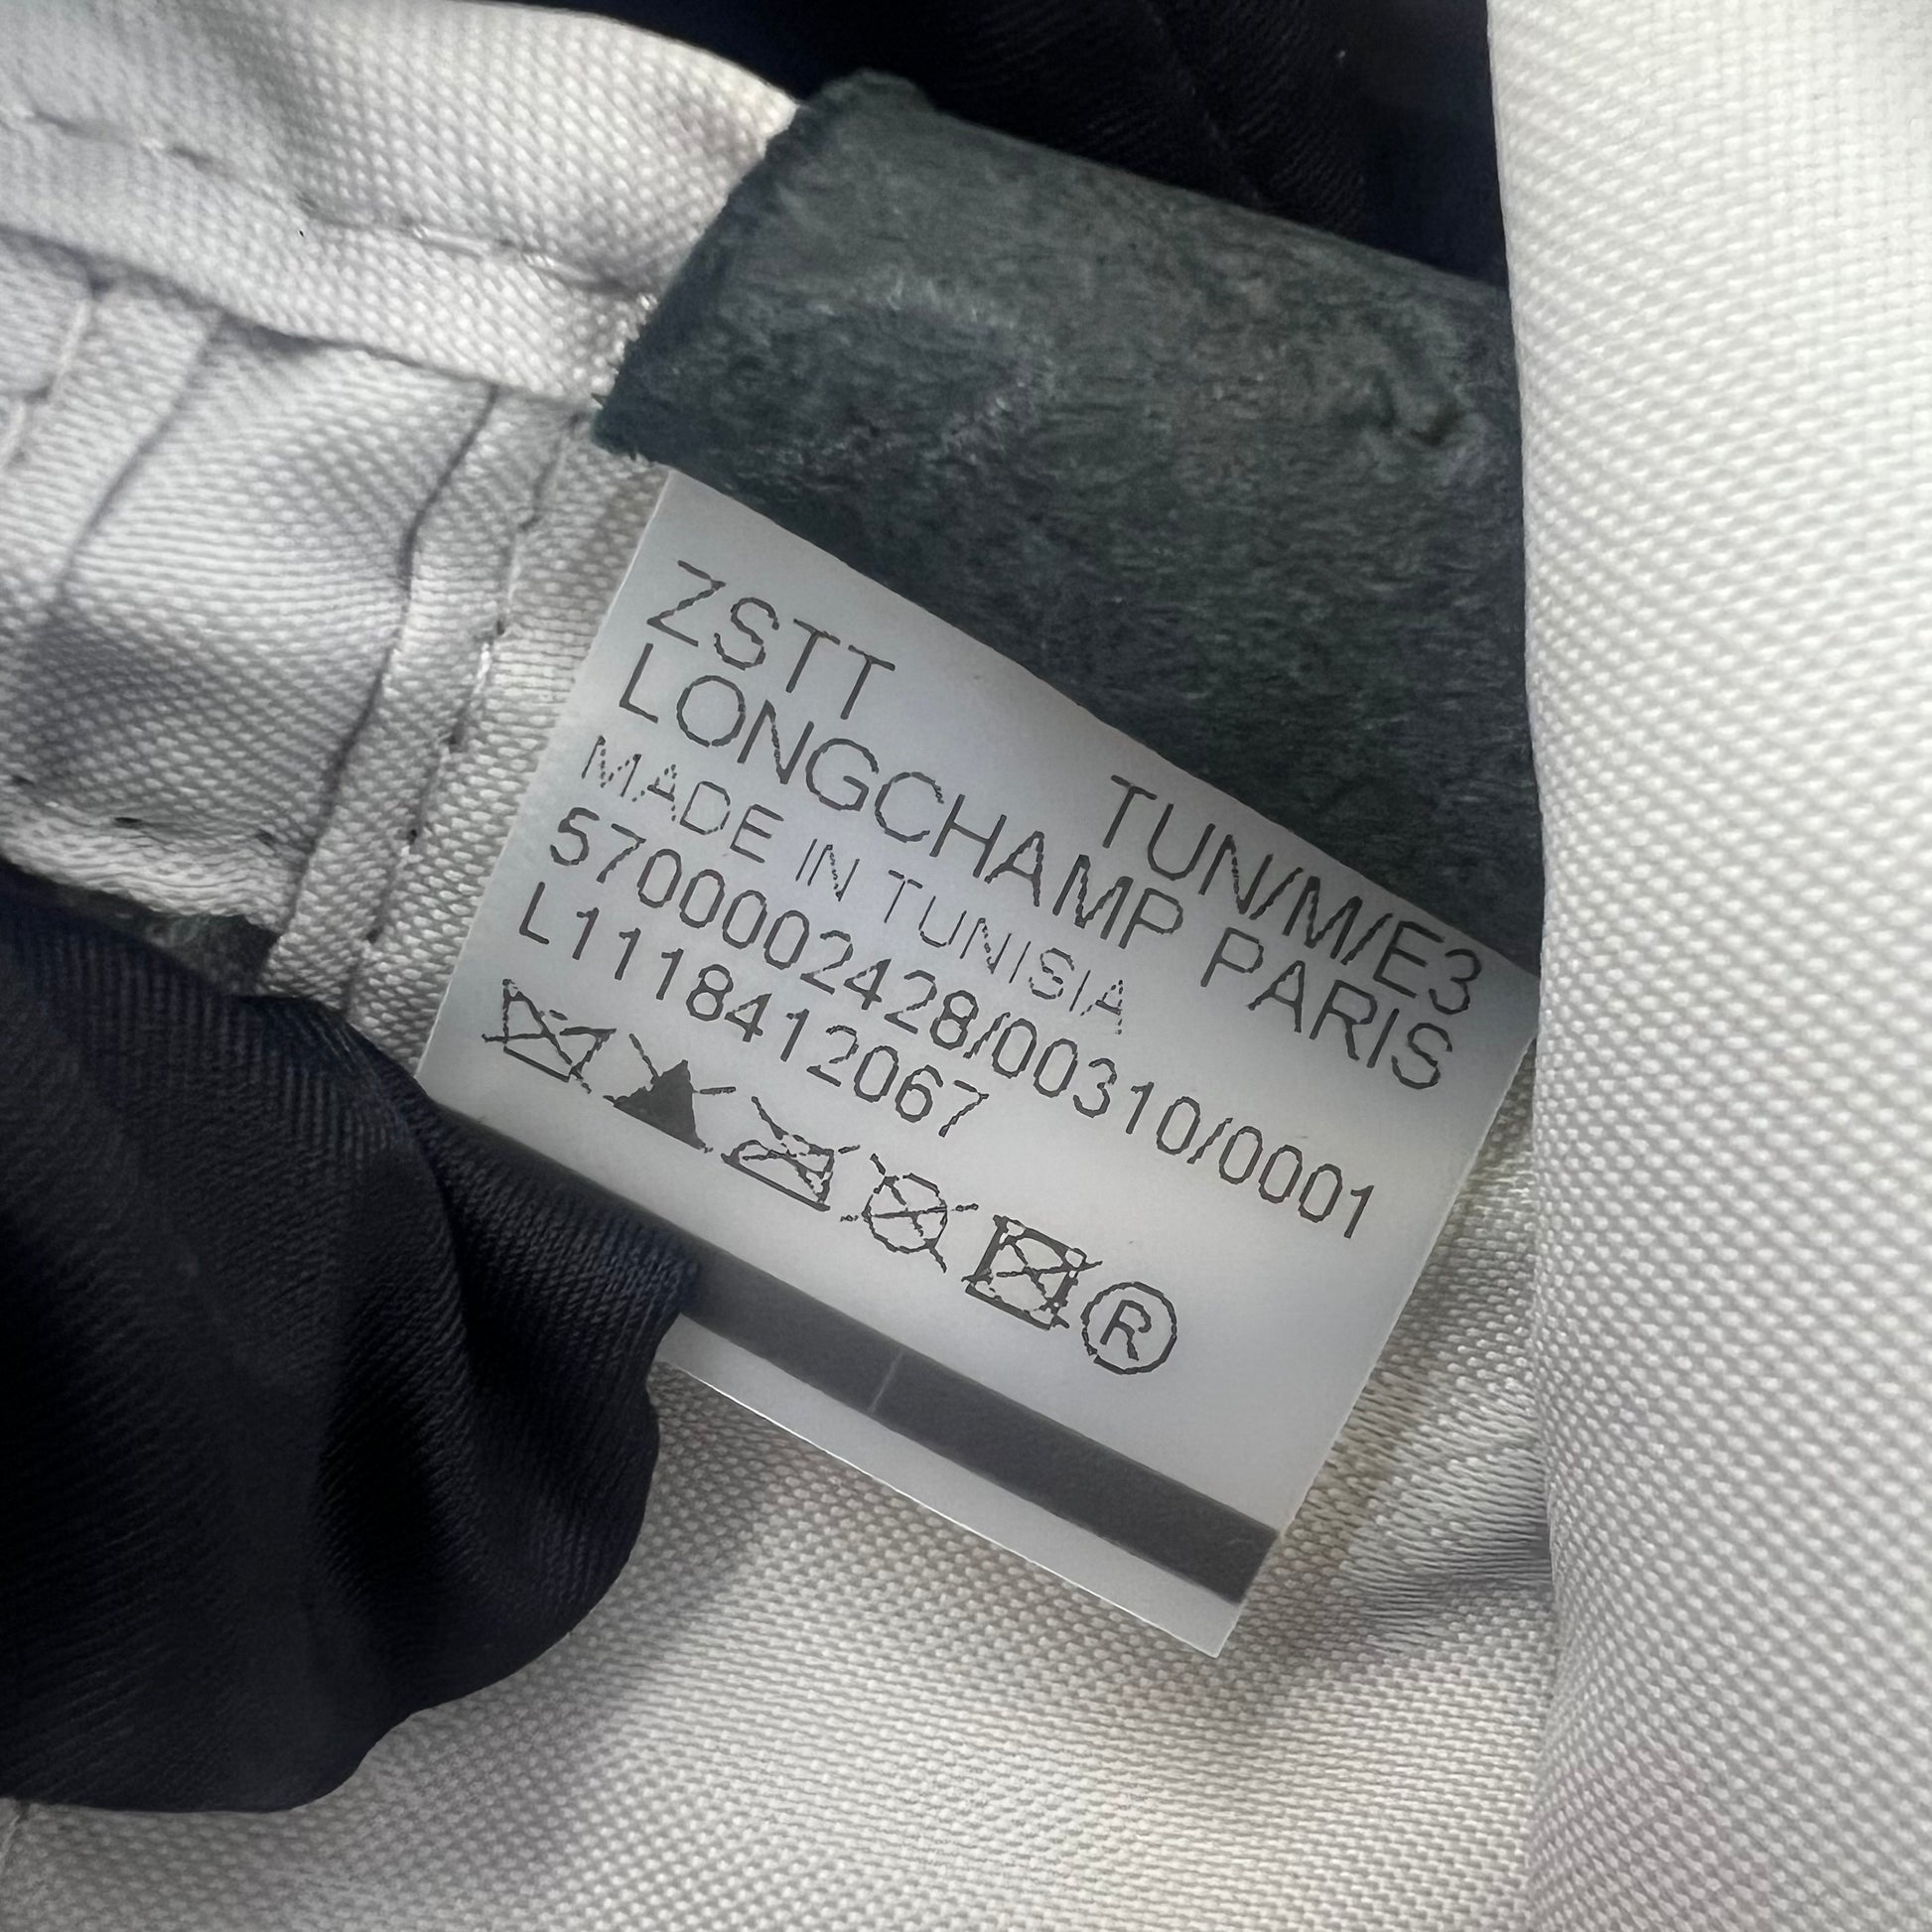 ZSTT TUN/M/E3
LONGCHAMP PARIS
MADE IN TUNISIA
5700002428/00310/0001
L1118412067
®